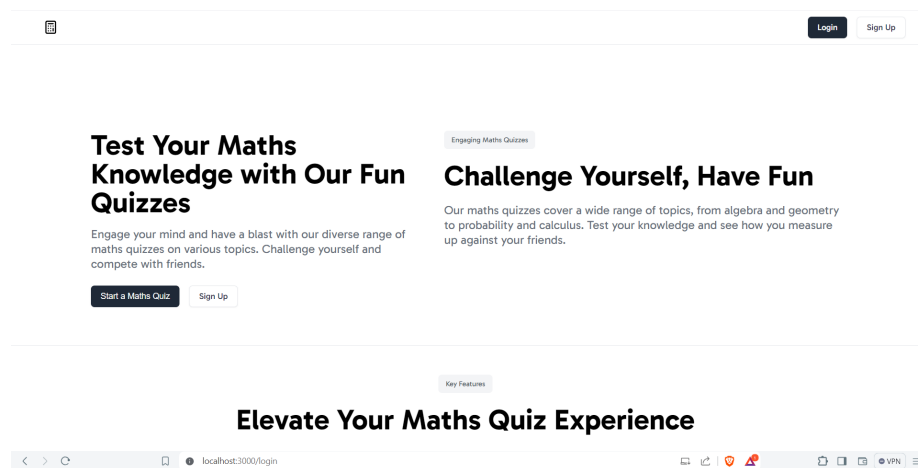 Login
Sign Up
Test Your Maths
Knowledge with Our Fun
Quizzes
Engage your mind and have a blast with our diverse range of
maths quizzes on various topics. Challenge yourself and
compete with friends.
Start a Maths Quiz
Sign Up
Engaging Maths Quizzes
Challenge Yourself, Have Fun
Our maths quizzes cover a wide range of topics, from algebra and geometry
to probability and calculus. Test your knowledge and see how you measure
up against your friends.
Key Features
Elevate Your Maths Quiz Experience
localhost:3000/login
VPN